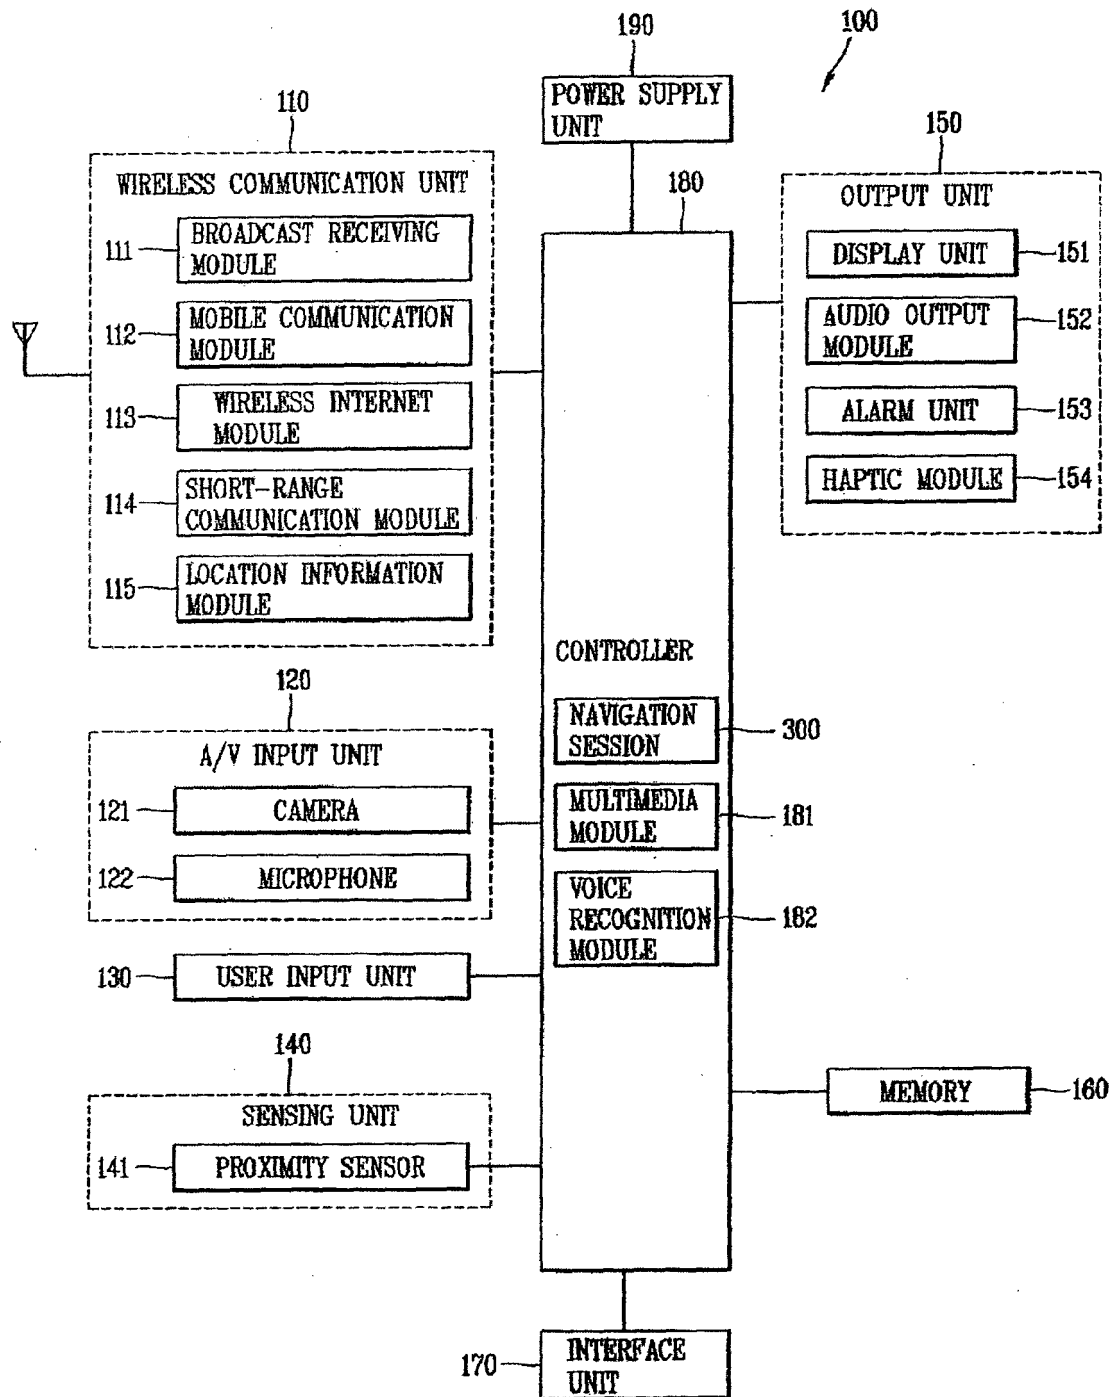 100
190
POWER SUPPLY
UNIT
110
WIRELESS COMMUNICATION UNIT
111
BROADCAST RECEIVING
MODULE
112
MOBILE COMMUNICATION
MODULE
113
WIRELESS INTERNET
MODULE
114
SHORT-RANGE
COMMUNICATION MODULE
115
LOCATION INFORMATION
MODULE
120
A/V INPUT UNIT
121
CAMERA
122
MICROPHONE
130
USER INPUT UNIT
140
SENSING UNIT
141
PROXIMITY SENSOR
180
CONTROLLER
NAVIGATION
SESSION
300
MULTIMEDIA
MODULE
181
VOICE
RECOGNITION
MODULE
182
150
OUTPUT UNIT
DISPLAY UNIT
151
AUDIO OUTPUT
MODULE
152
ALARM UNIT
153
HAPTIC MODULE
154
MEMORY
160
170
INTERFACE
UNIT